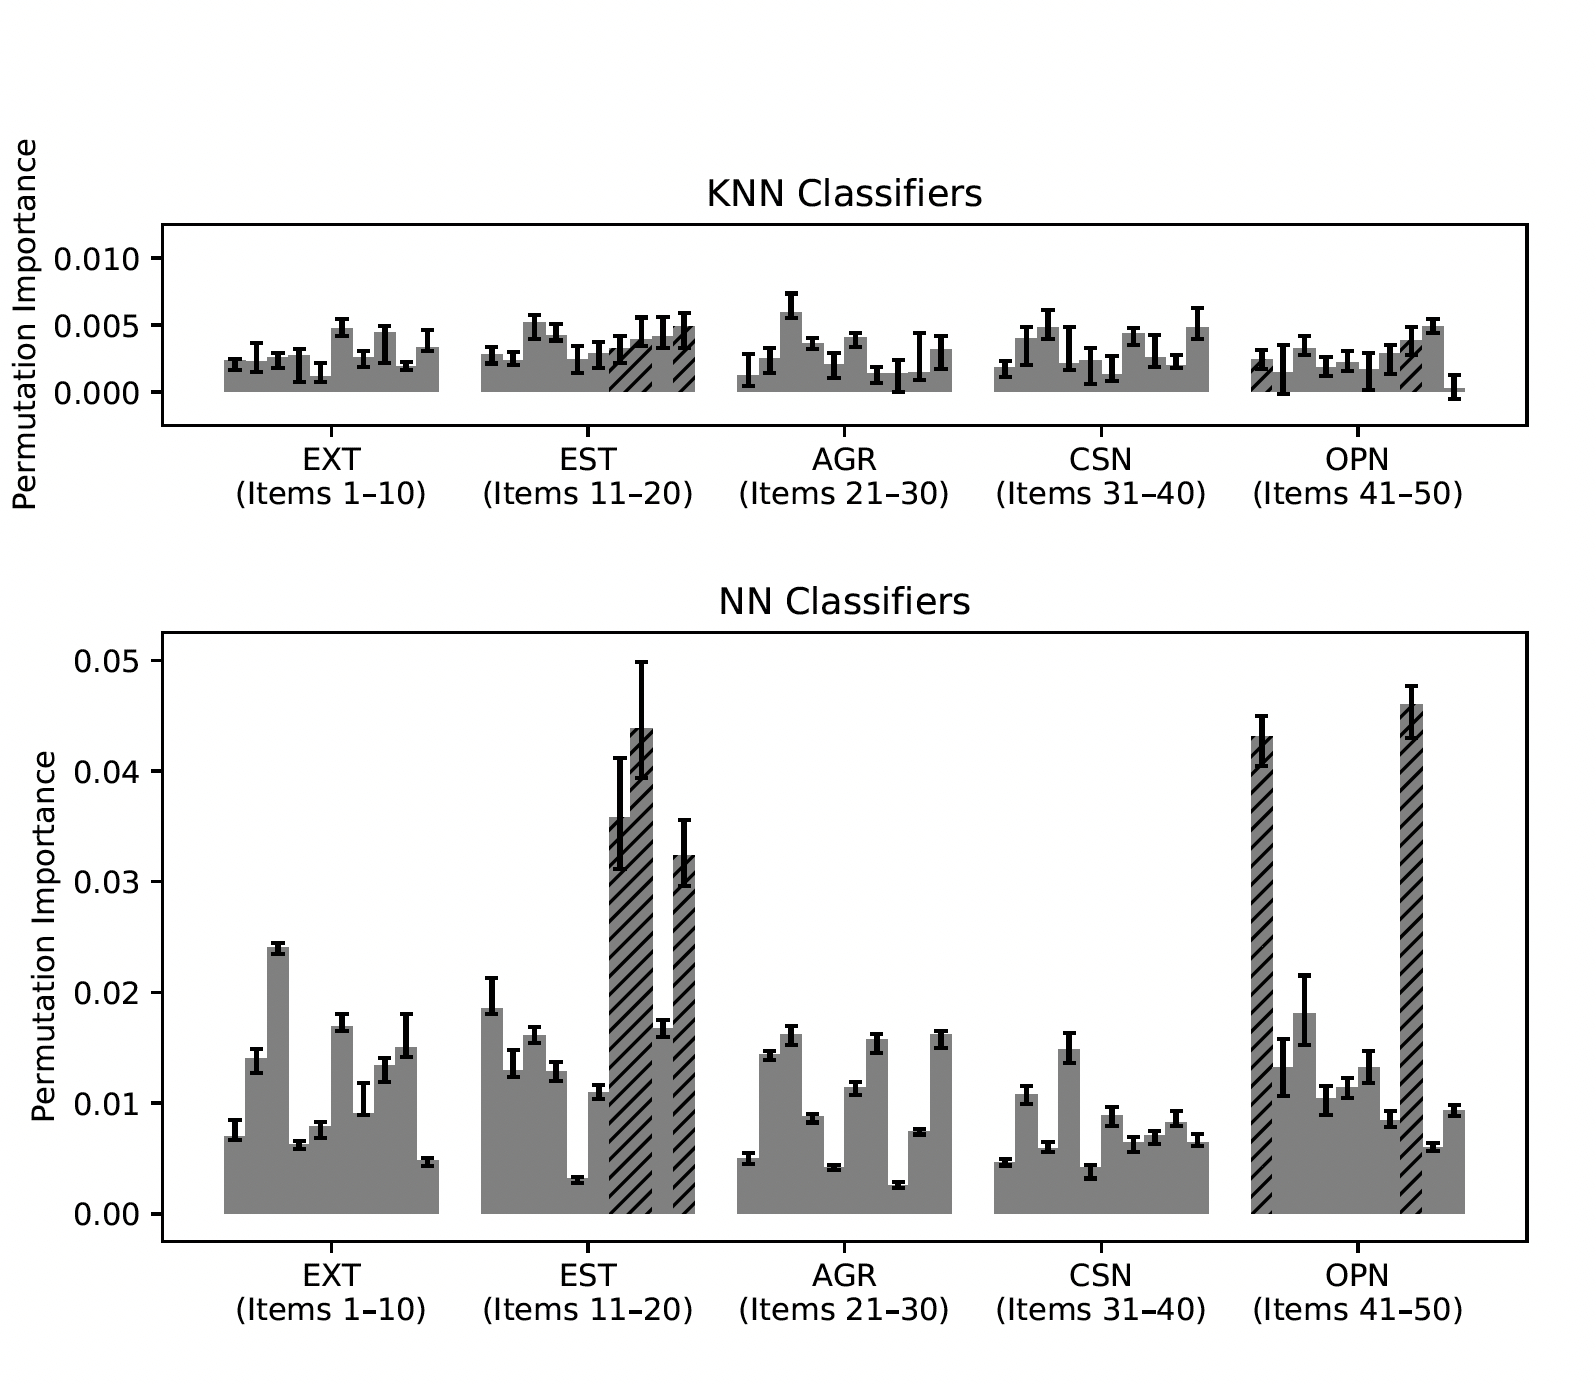 KNN Classifiers
Permutation Importance
0.010
0.005
0.000
EXT
(Items 1–10)
EST
(Items 11–20)
AGR
(Items 21–30)
CSN
(Items 31–40)
OPN
(Items 41–50)
NN Classifiers
Permutation Importance
0.05
0.04
0.03
0.02
0.01
0.00
EXT
(Items 1–10)
EST
(Items 11–20)
AGR
(Items 21–30)
CSN
(Items 31–40)
OPN
(Items 41–50)